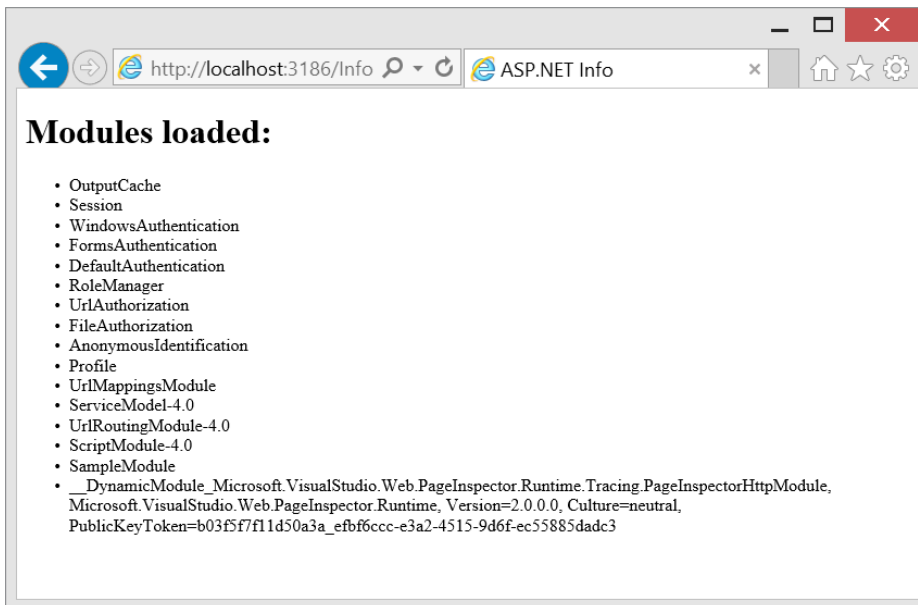 http://localhost:3186/Info
ASP.NET Info
Modules loaded:
• OutputCache
• Session
• WindowsAuthentication
• FormsAuthentication
• DefaultAuthentication
• RoleManager
• UrlAuthorization
• FileAuthorization
• AnonymousIdentification
• Profile
• UrlMappingsModule
• ServiceModel-4.0
• UrlRoutingModule-4.0
• ScriptModule-4.0
• SampleModule
• __DynamicModule_Microsoft.VisualStudio.Web.PageInspector.Runtime.Tracing.PageInspectorHttpModule,
Microsoft.VisualStudio.Web.PageInspector.Runtime, Version=2.0.0.0, Culture=neutral,
PublicKeyToken=b03f5f7f11d50a3a_efbf6ccc-e3a2-4515-9d6f-ec55885dadc3